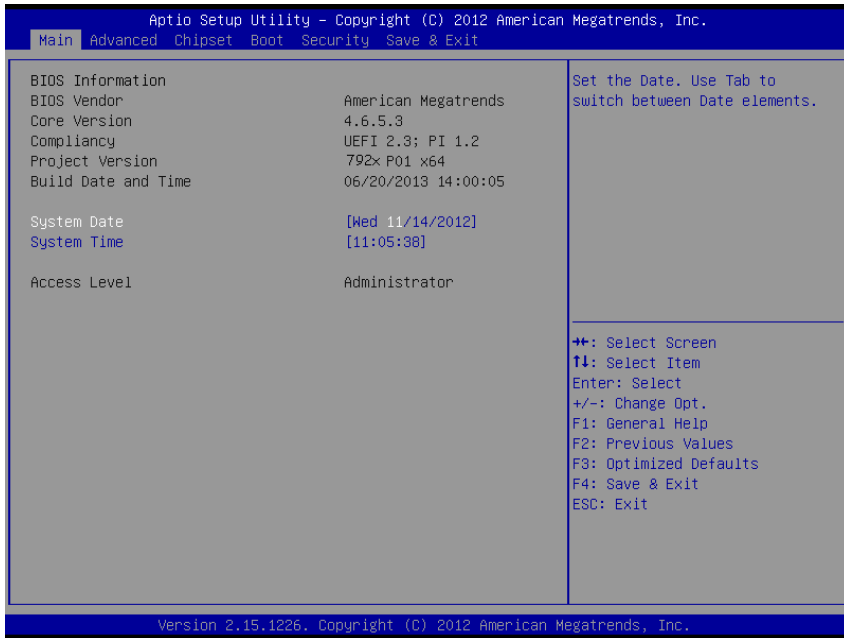 Aptio Setup Utility – Copyright (C) 2012 American Megatrends, Inc.
Main Advanced Chipset Boot Security Save & Exit
BIOS Information
BIOS Vendor American Megatrends
Core Version 4.6.5.3
Compliancy UEFI 2.3; PI 1.2
Project Version 792x P01 x64
Build Date and Time 06/20/2013 14:00:05
System Date [Wed 11/14/2012]
System Time [11:05:38]
Access Level Administrator
Set the Date. Use Tab to
switch between Date elements.
→←: Select Screen
↑↓: Select Item
Enter: Select
+/-: Change Opt.
F1: General Help
F2: Previous Values
F3: Optimized Defaults
F4: Save & Exit
ESC: Exit
Version 2.15.1226. Copyright (C) 2012 American Megatrends, Inc.